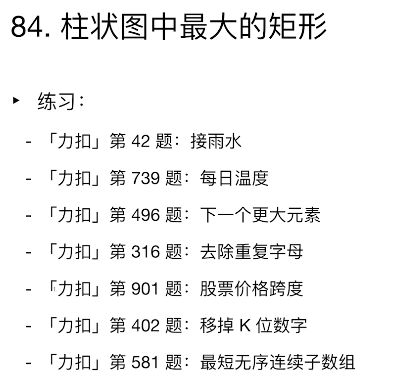 84. 柱状图中最大的矩形
‣ 练习：
- 「力扣」第 42 题：接雨水
- 「力扣」第 739 题：每日温度
- 「力扣」第 496 题：下一个更大元素
- 「力扣」第 316 题：去除重复字母
- 「力扣」第 901 题：股票价格跨度
- 「力扣」第 402 题：移掉 K 位数字
- 「力扣」第 581 题：最短无序连续子数组